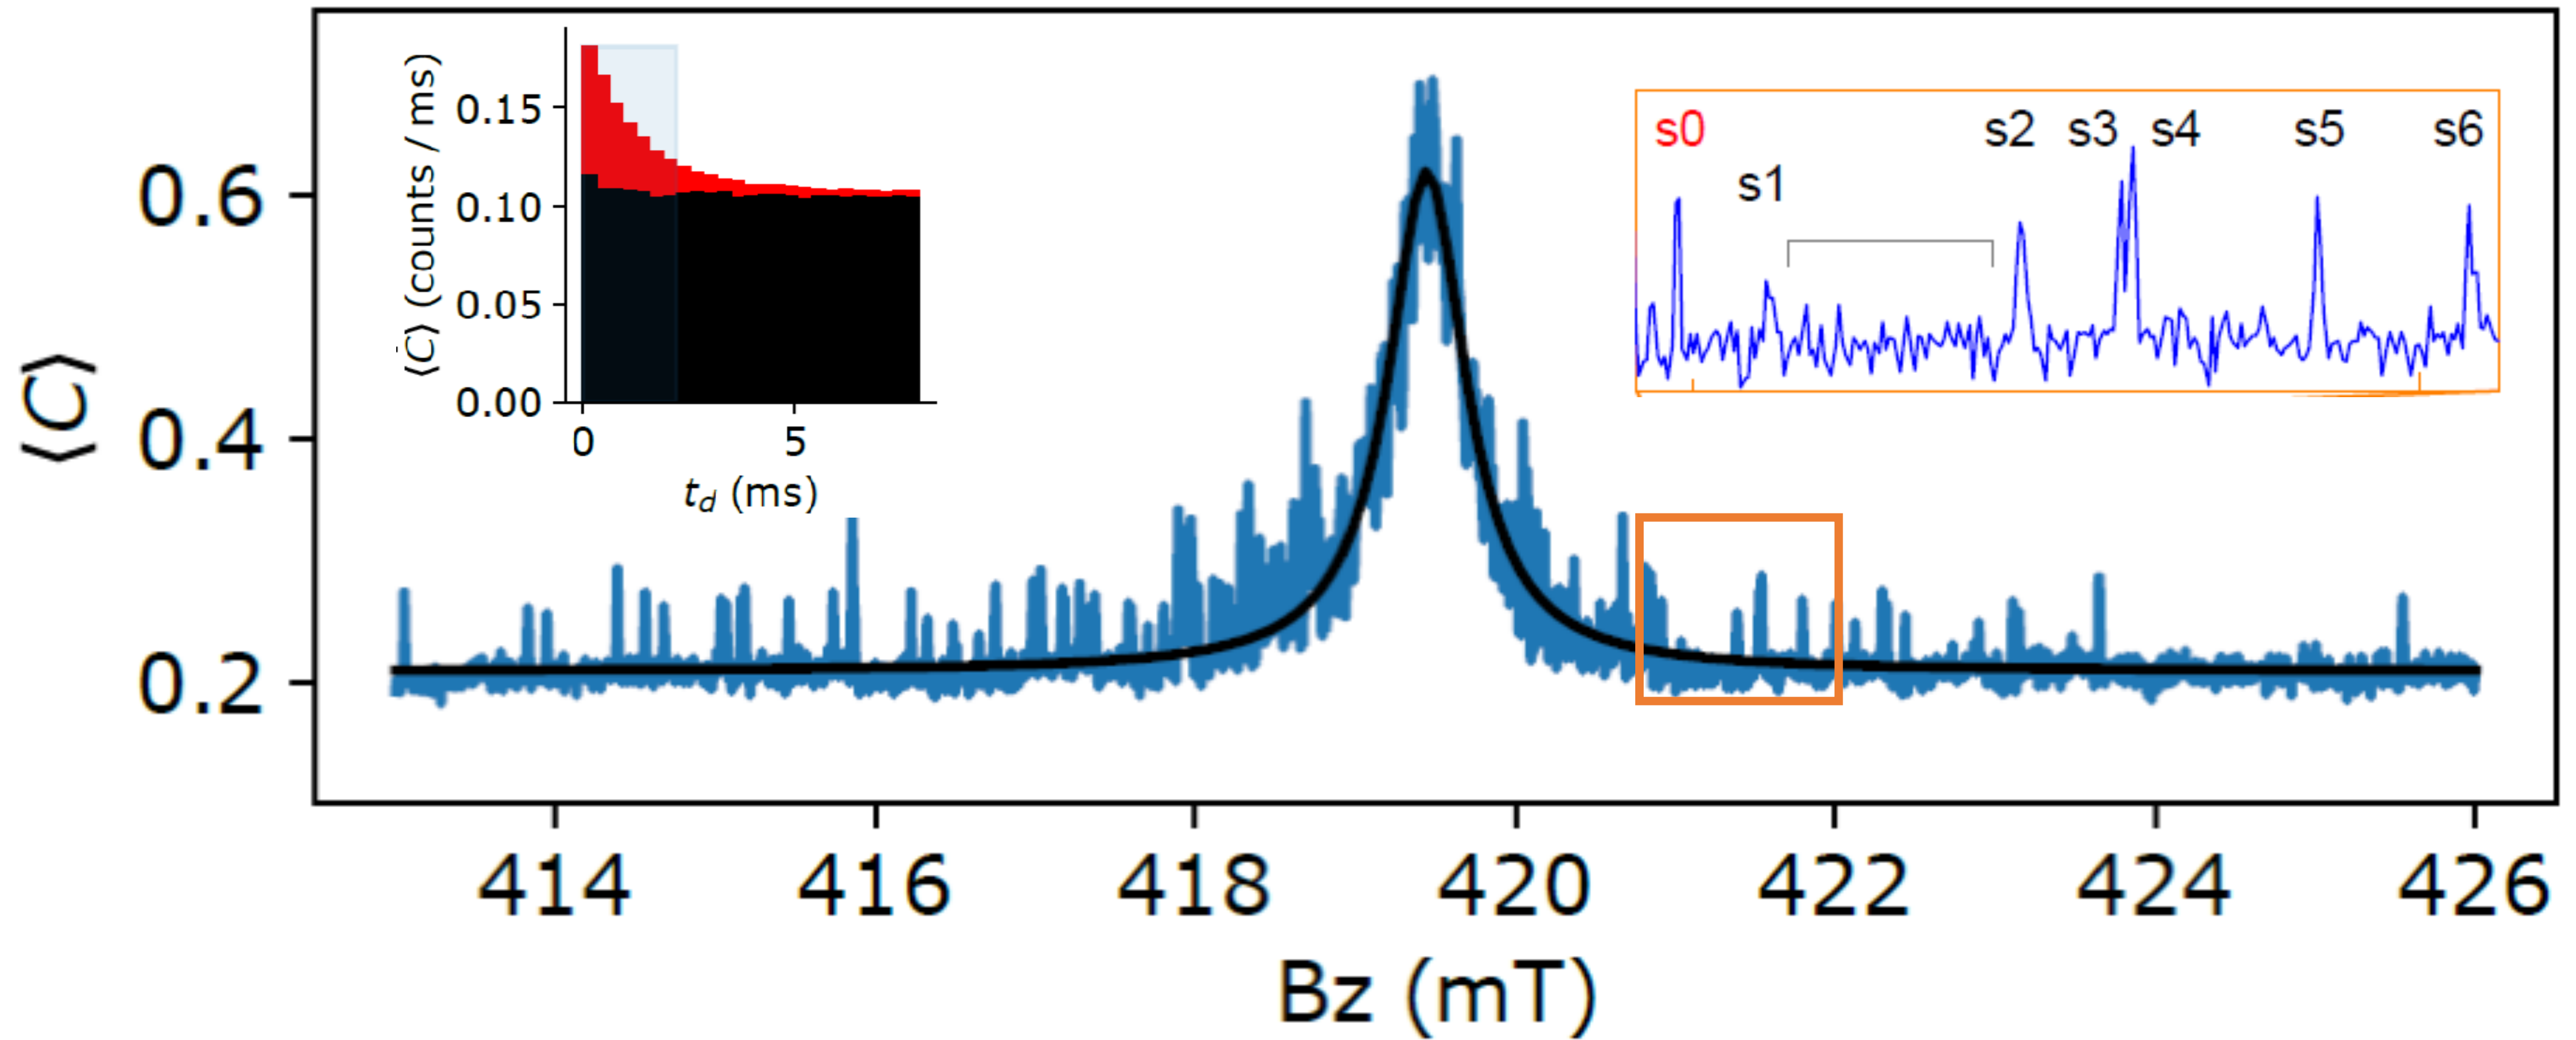 ⟨C⟩
0.6
0.4
0.2
⟨Ċ⟩ (counts / ms)
0.15
0.10
0.05
0.00
0 5
t_d (ms)
s0 s1 s2 s3 s4 s5 s6
414 416 418 420 422 424 426
Bz (mT)